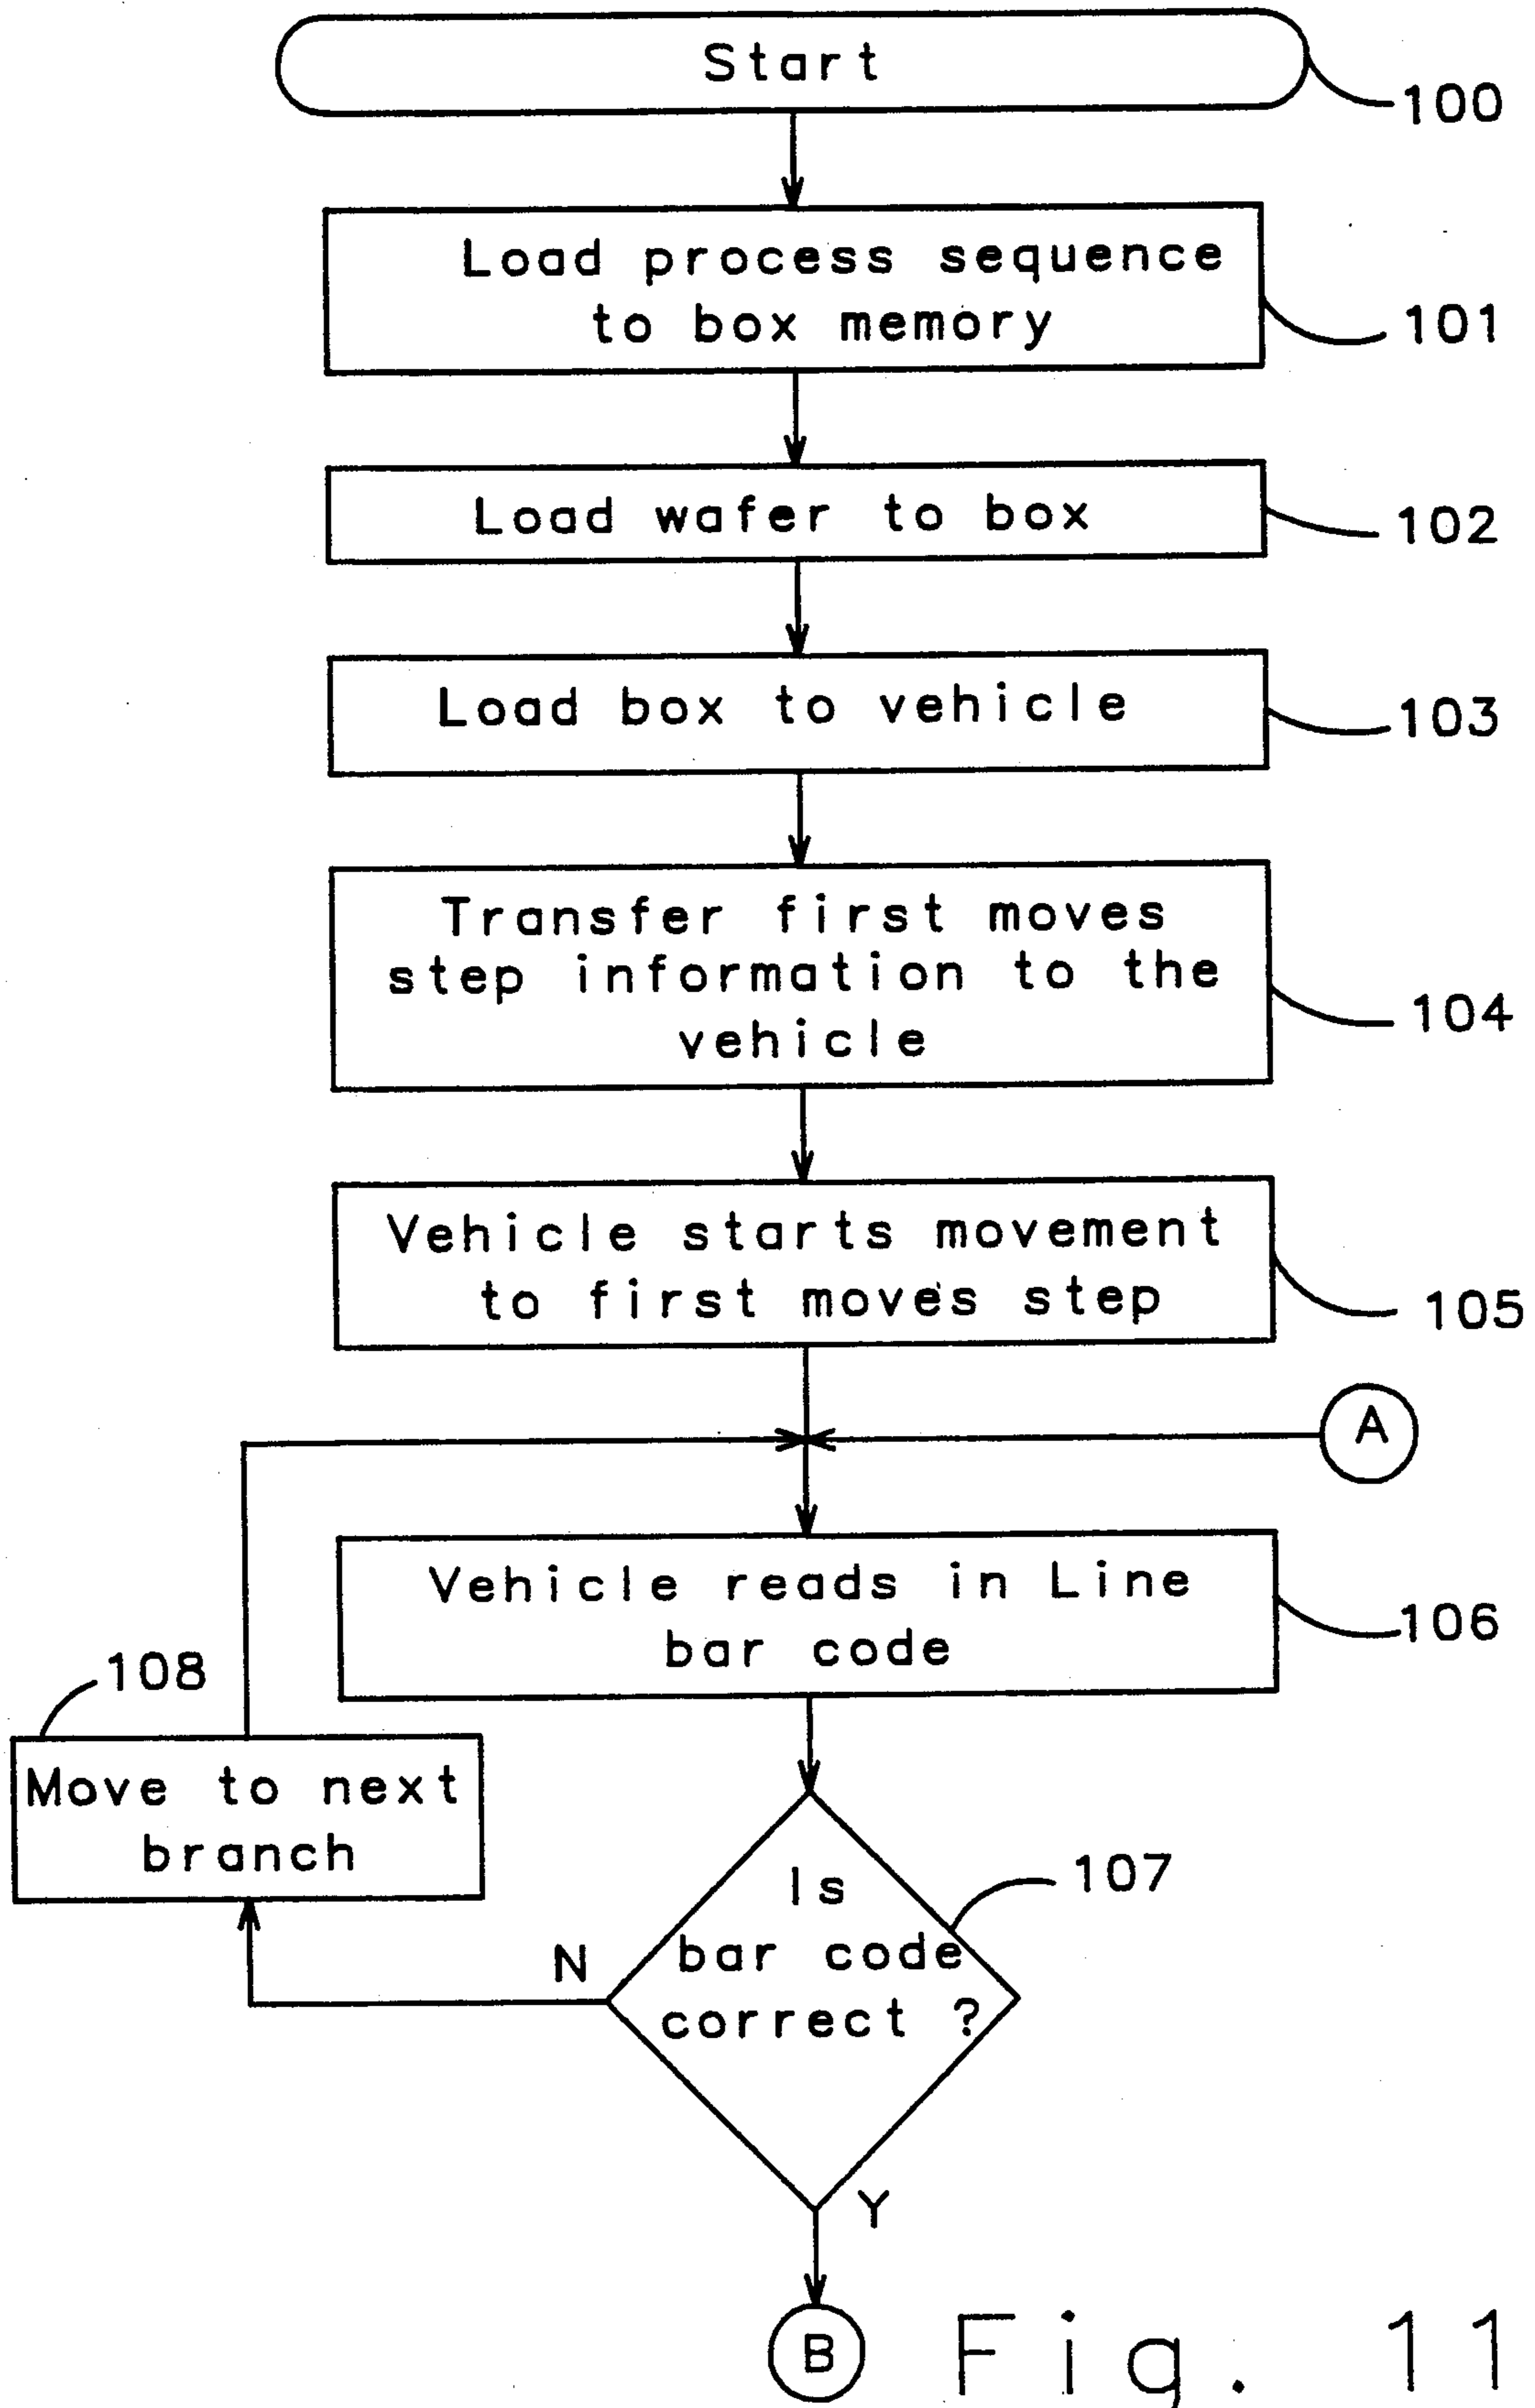 Start
100
Load process sequence
to box memory
101
Load wafer to box
102
Load box to vehicle
103
Transfer first moves
step information to the
vehicle
104
Vehicle starts movement
to first moves step
105
A
Vehicle reads in Line
bar code
106
108
Move to next
branch
Is
bar code
correct ?
107
N
Y
B
Fig. 11